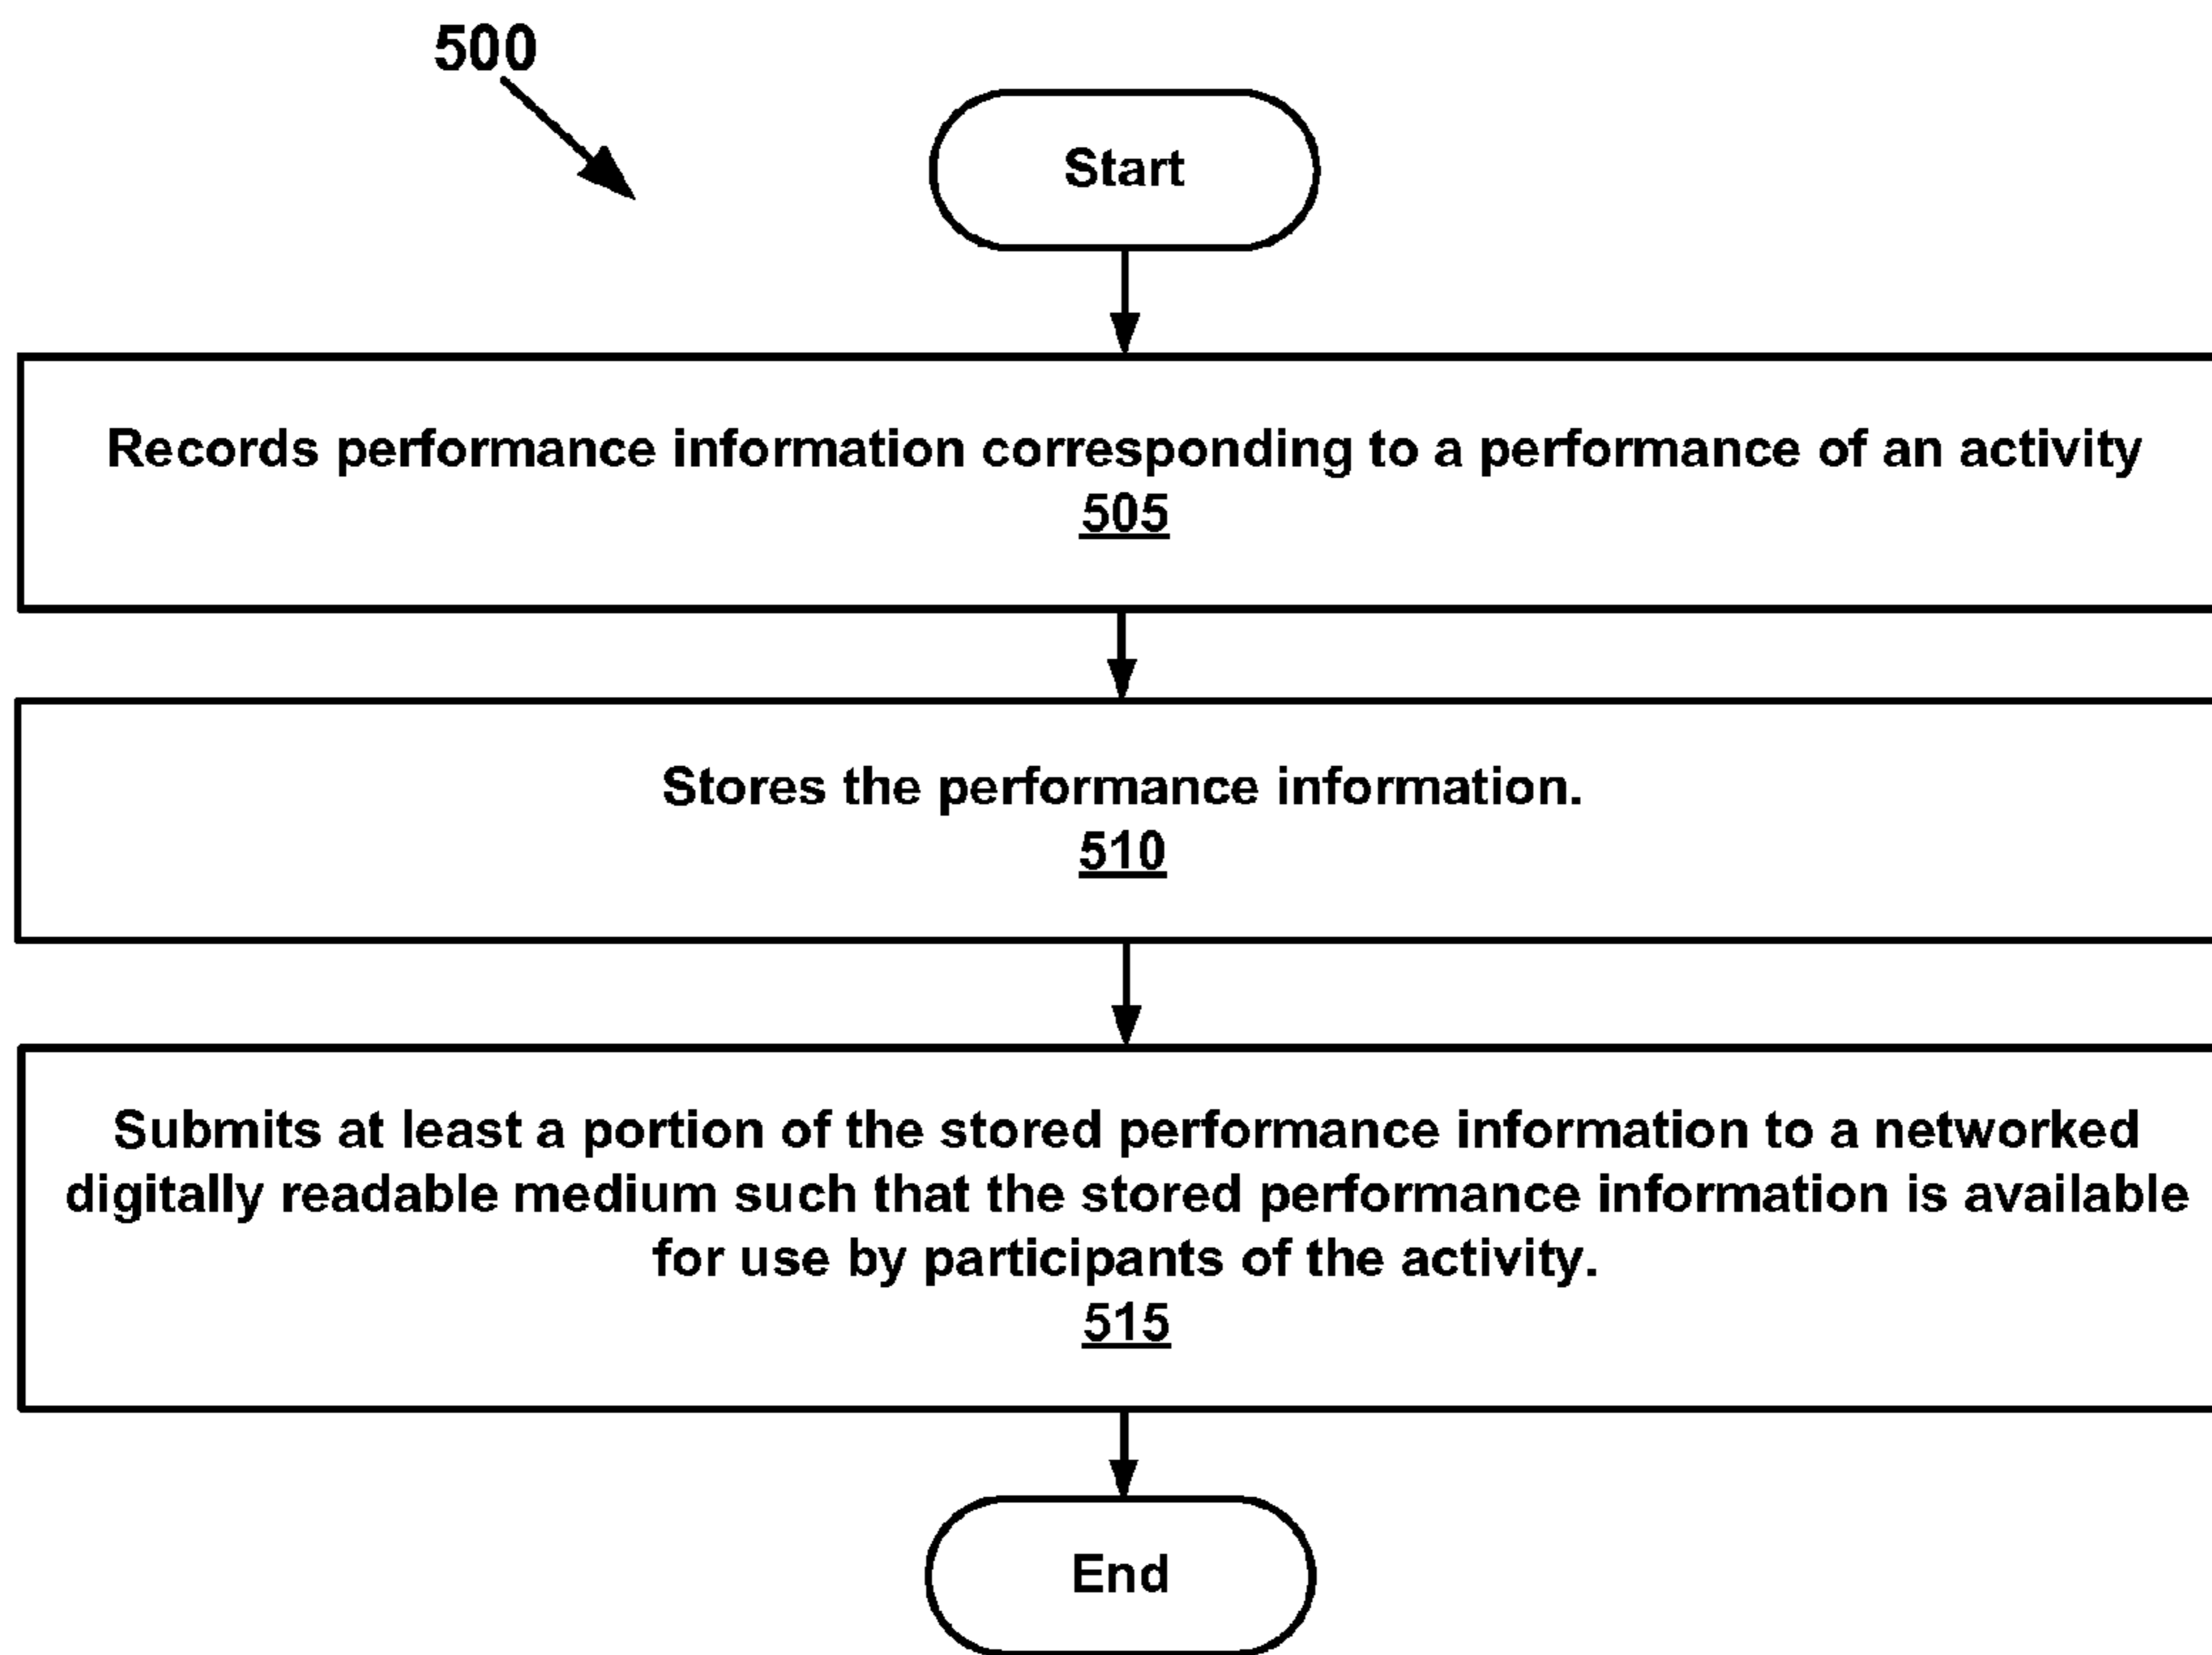 500
Start
Records performance information corresponding to a performance of an activity
505
Stores the performance information.
510
Submits at least a portion of the stored performance information to a networked
digitally readable medium such that the stored performance information is available
for use by participants of the activity.
515
End